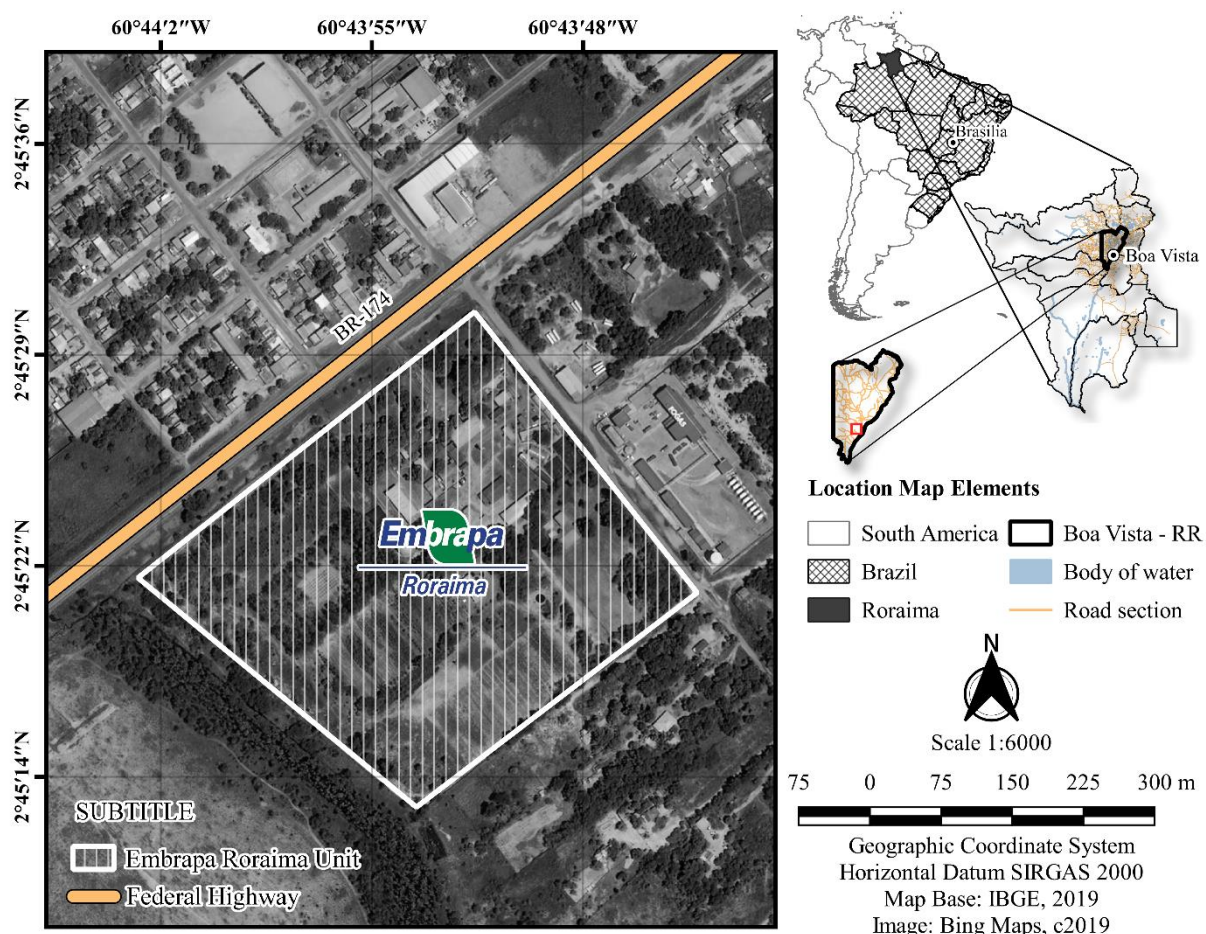 60°44'2"W 60°43'55"W 60°43'48"W
2°45'36"N
2°45'29"N
2°45'22"N
2°45'14"N
BR-174
FOGÁS
Embrapa
Roraima
SUBTITLE
Embrapa Roraima Unit
Federal Highway
Brasília
Boa Vista
Location Map Elements
South America Boa Vista - RR
Brazil Body of water
Roraima Road section
N
Scale 1:6000
75 0 75 150 225 300 m
Geographic Coordinate System
Horizontal Datum SIRGAS 2000
Map Base: IBGE, 2019
Image: Bing Maps, c2019